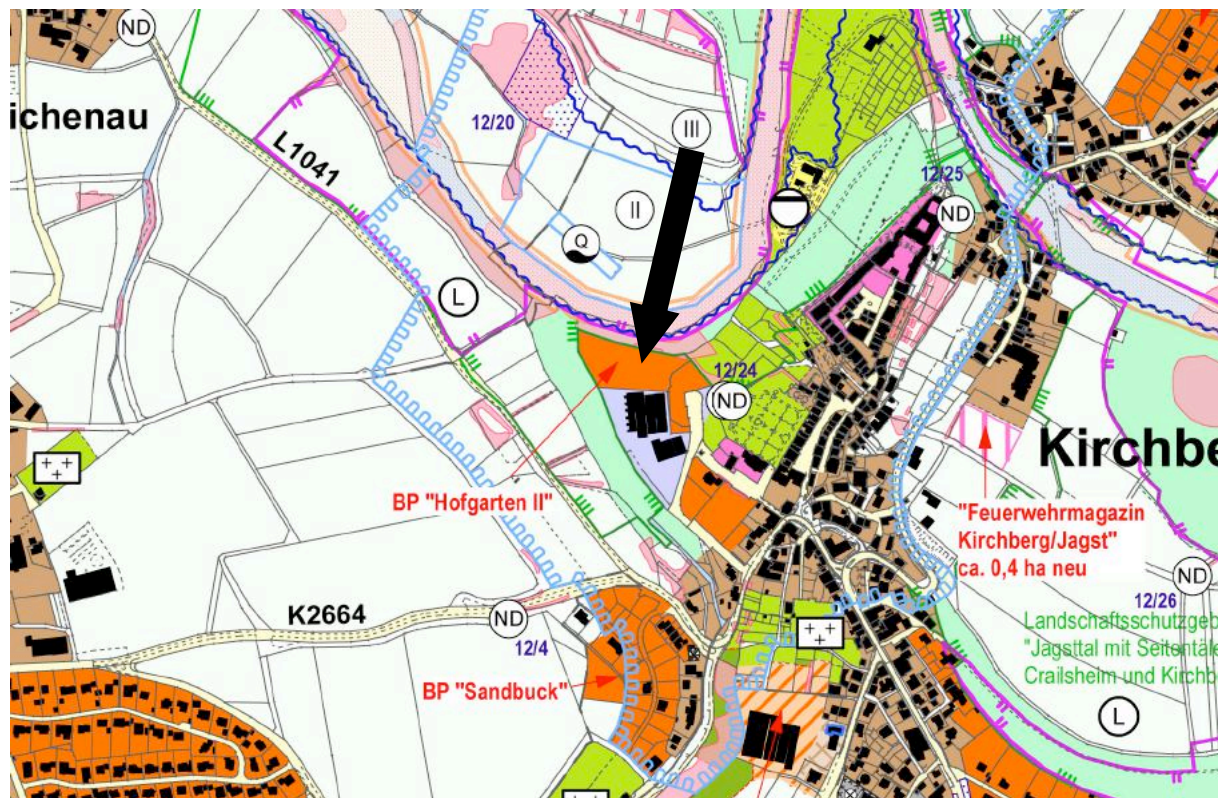 ND
ichenau
L1041
12/20
III
II
Q
L
12/25
ND
12/24
ND
BP "Hofgarten II"
Kirchbe
"Feuerwehrmagazin
Kirchberg/Jagst"
ca. 0,4 ha neu
ND
12/26
K2664
ND
12/4
BP "Sandbuck"
Landschaftsschutzgeb
"Jagsttal mit Seitentäle
Crailsheim und Kirchb
L